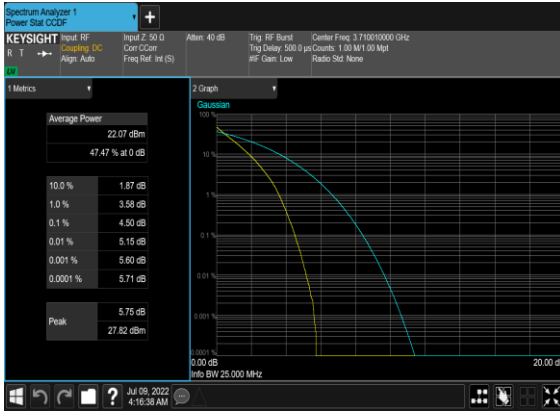 Spectrum Analyzer 1
Power Stat CCDF
+
KEYSIGHT
R T
LXI
Input: RF
Coupling: DC
Align: Auto
Input Z: 50 Ω
Corr CCorr
Freq Ref: Int (S)
Atten: 40 dB
Trig: RF Burst
Trig Delay: 500.0 µs
#IF Gain: Low
Center Freq: 3.710010000 GHz
Counts: 1.00 M/1.00 Mpt
Radio Std: None
1 Metrics
Average Power
22.07 dBm
47.47 % at 0 dB
10.0 % 1.87 dB
1.0 % 3.58 dB
0.1 % 4.50 dB
0.01 % 5.15 dB
0.001 % 5.60 dB
0.0001 % 5.71 dB
Peak
5.75 dB
27.82 dBm
2 Graph
Gaussian
100 %
10 %
1 %
0.1 %
0.01 %
0.001 %
0.0001 %
0.00 dB
20.00 d
Info BW 25.000 MHz
?
Jul 09, 2022
4:16:38 AM